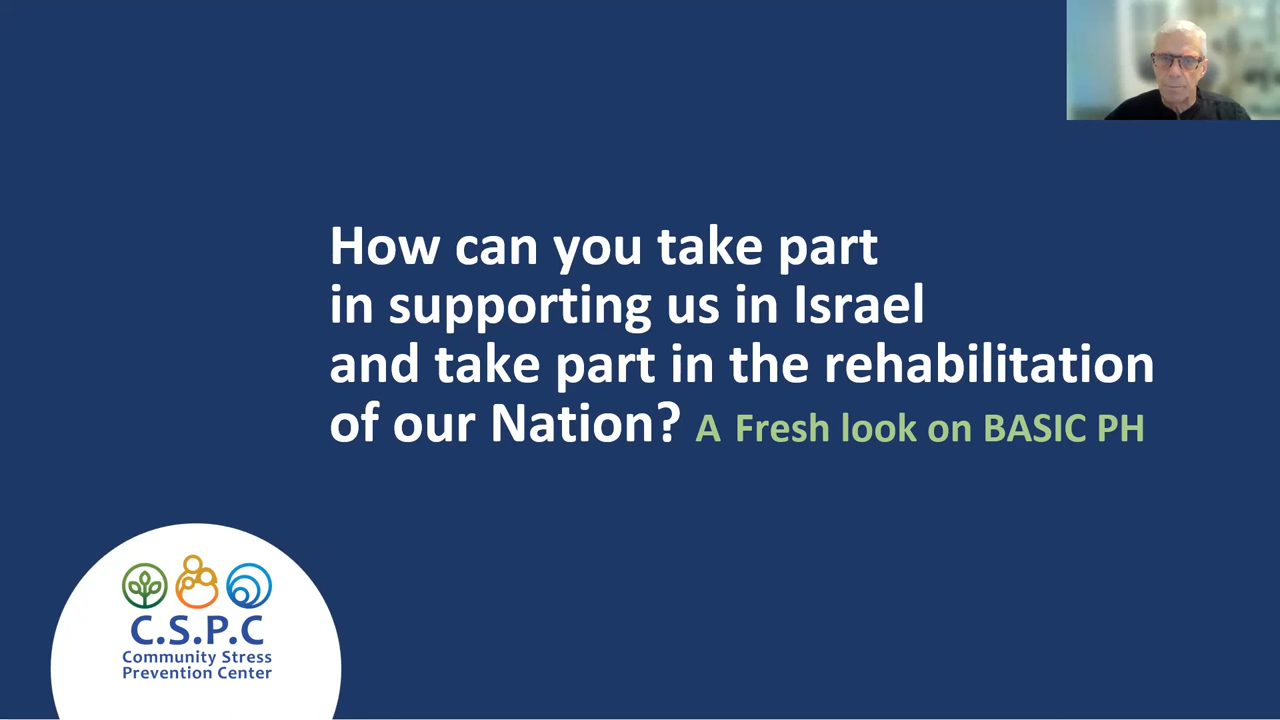 How can you take part
in supporting us in Israel
and take part in the rehabilitation
of our Nation? A Fresh look on BASIC PH
C.S.P.C
Community Stress
Prevention Center